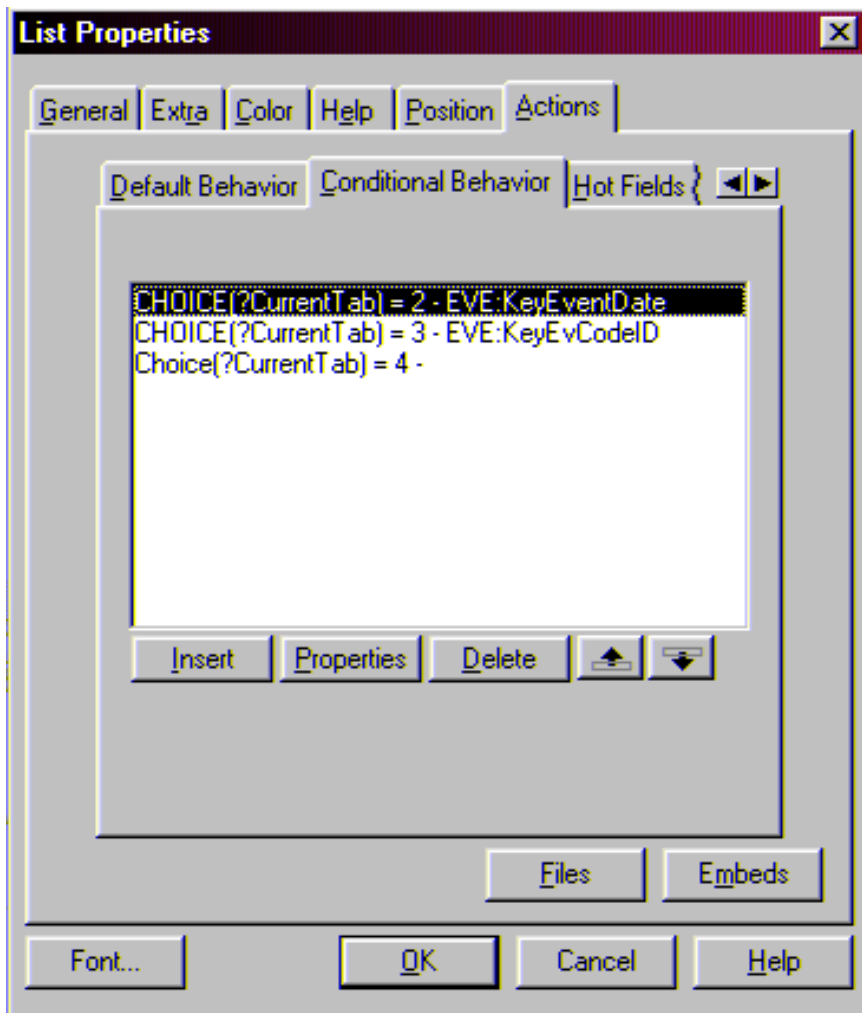 List Properties
General Extra Color Help Position Actions
Default Behavior Conditional Behavior Hot Fields
CHOICE(?CurrentTab) = 2 - EVE:KeyEventDate
CHOICE(?CurrentTab) = 3 - EVE:KeyEvCodeID
Choice(?CurrentTab) = 4 -
Insert Properties Delete
Files Embeds
Font... OK Cancel Help